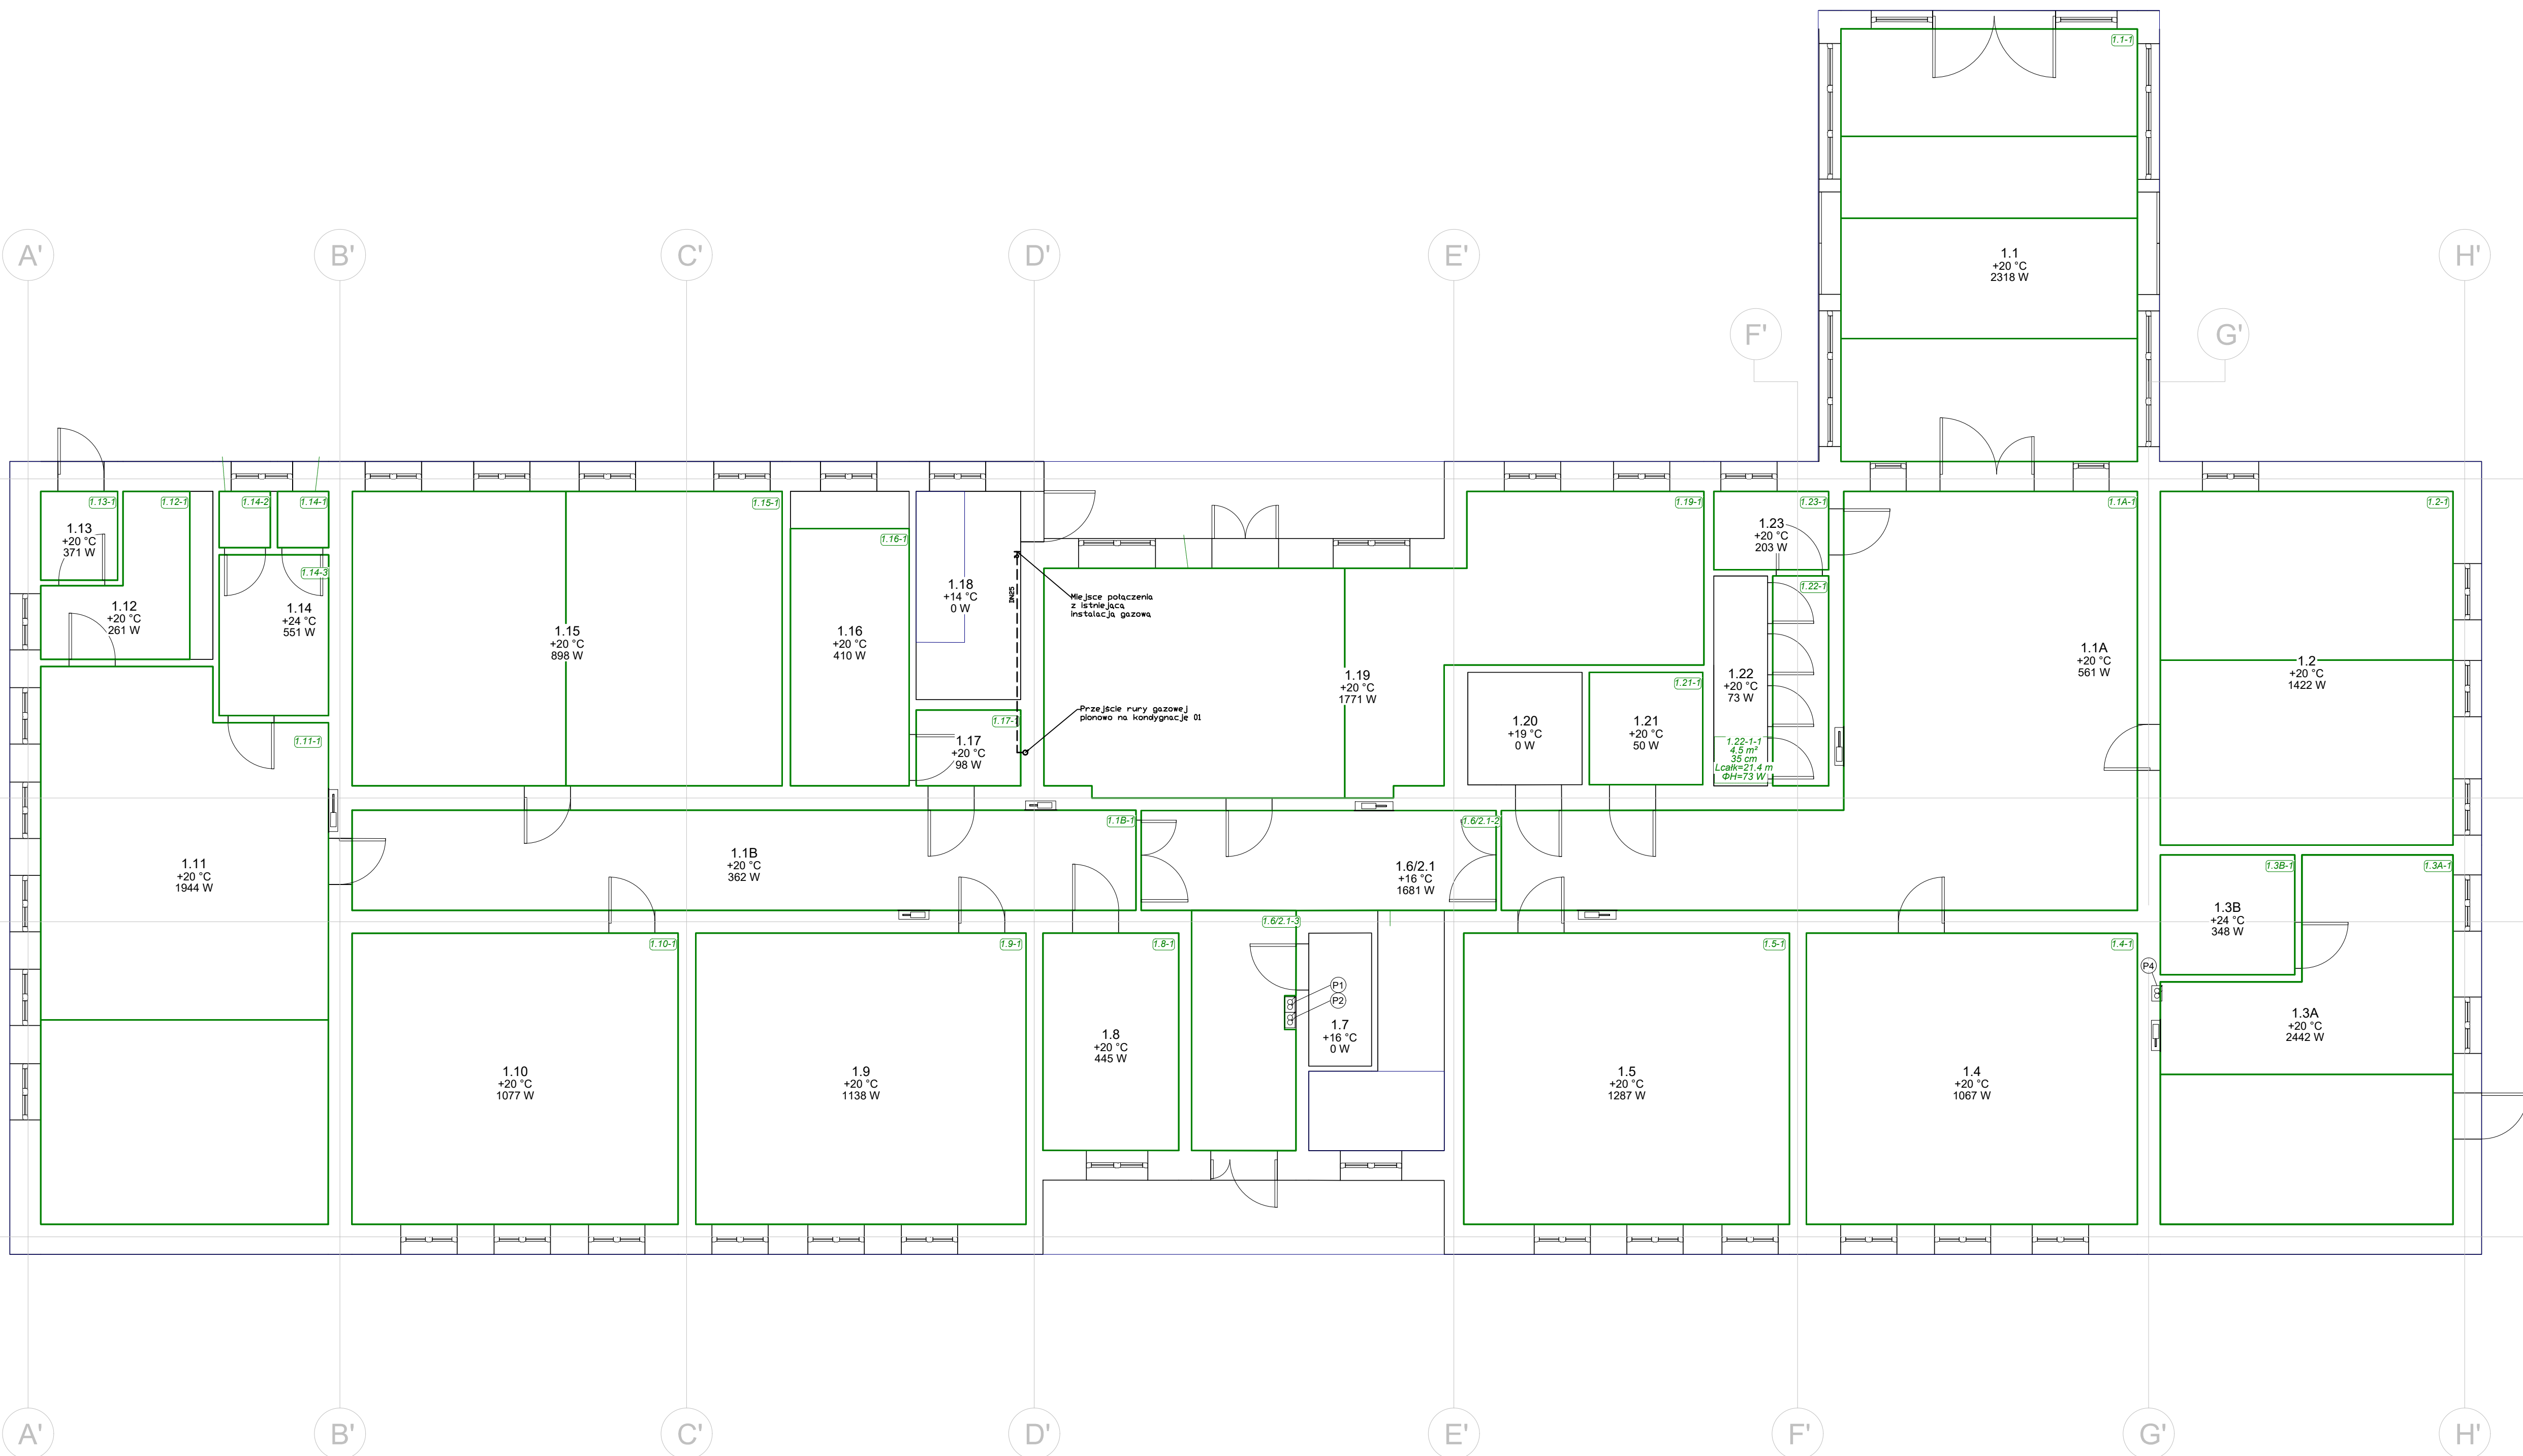 1.1-1
A'
B'
C'
D'
E'
H'
1.1
+20 °C
2318 W
F'
G'
1.13-1
1.12-1
1.14-2
1.14-1
1.15-1
1.19-1
1.23-1
1.1A-1
1.2-1
1.13
+20 °C
371 W
1.16-1
1.23
+20 °C
203 W
1.14-3
1.22-1
1.12
+20 °C
261 W
1.14
+24 °C
551 W
1.15
+20 °C
898 W
1.16
+20 °C
410 W
1.18
+14 °C
0 W
DN25
Miejsce połączenia
z istniejącą
instalacją gazową
1.19
+20 °C
1771 W
1.21-1
1.22
+20 °C
73 W
1.1A
+20 °C
561 W
1.2
+20 °C
1422 W
Przejście rury gazowej
pionowo na kondygnację 01
1.17-1
1.17
+20 °C
98 W
1.20
+19 °C
0 W
1.21
+20 °C
50 W
1.22-1-1
4.5 m²
35 cm
Lcałk=21.4 m
ΦH=73 W
1.11-1
1.1B-1
1.6/2.1-2
1.11
+20 °C
1944 W
1.1B
+20 °C
362 W
1.6/2.1
+16 °C
1681 W
1.3B-1
1.3A-1
1.3B
+24 °C
348 W
1.6/2.1-3
1.10-1
1.9-1
1.8-1
1.5-1
1.4-1
P4
P1
P2
1.10
+20 °C
1077 W
1.9
+20 °C
1138 W
1.8
+20 °C
445 W
1.7
+16 °C
0 W
1.5
+20 °C
1287 W
1.4
+20 °C
1067 W
1.3A
+20 °C
2442 W
A'
B'
C'
D'
E'
F'
G'
H'